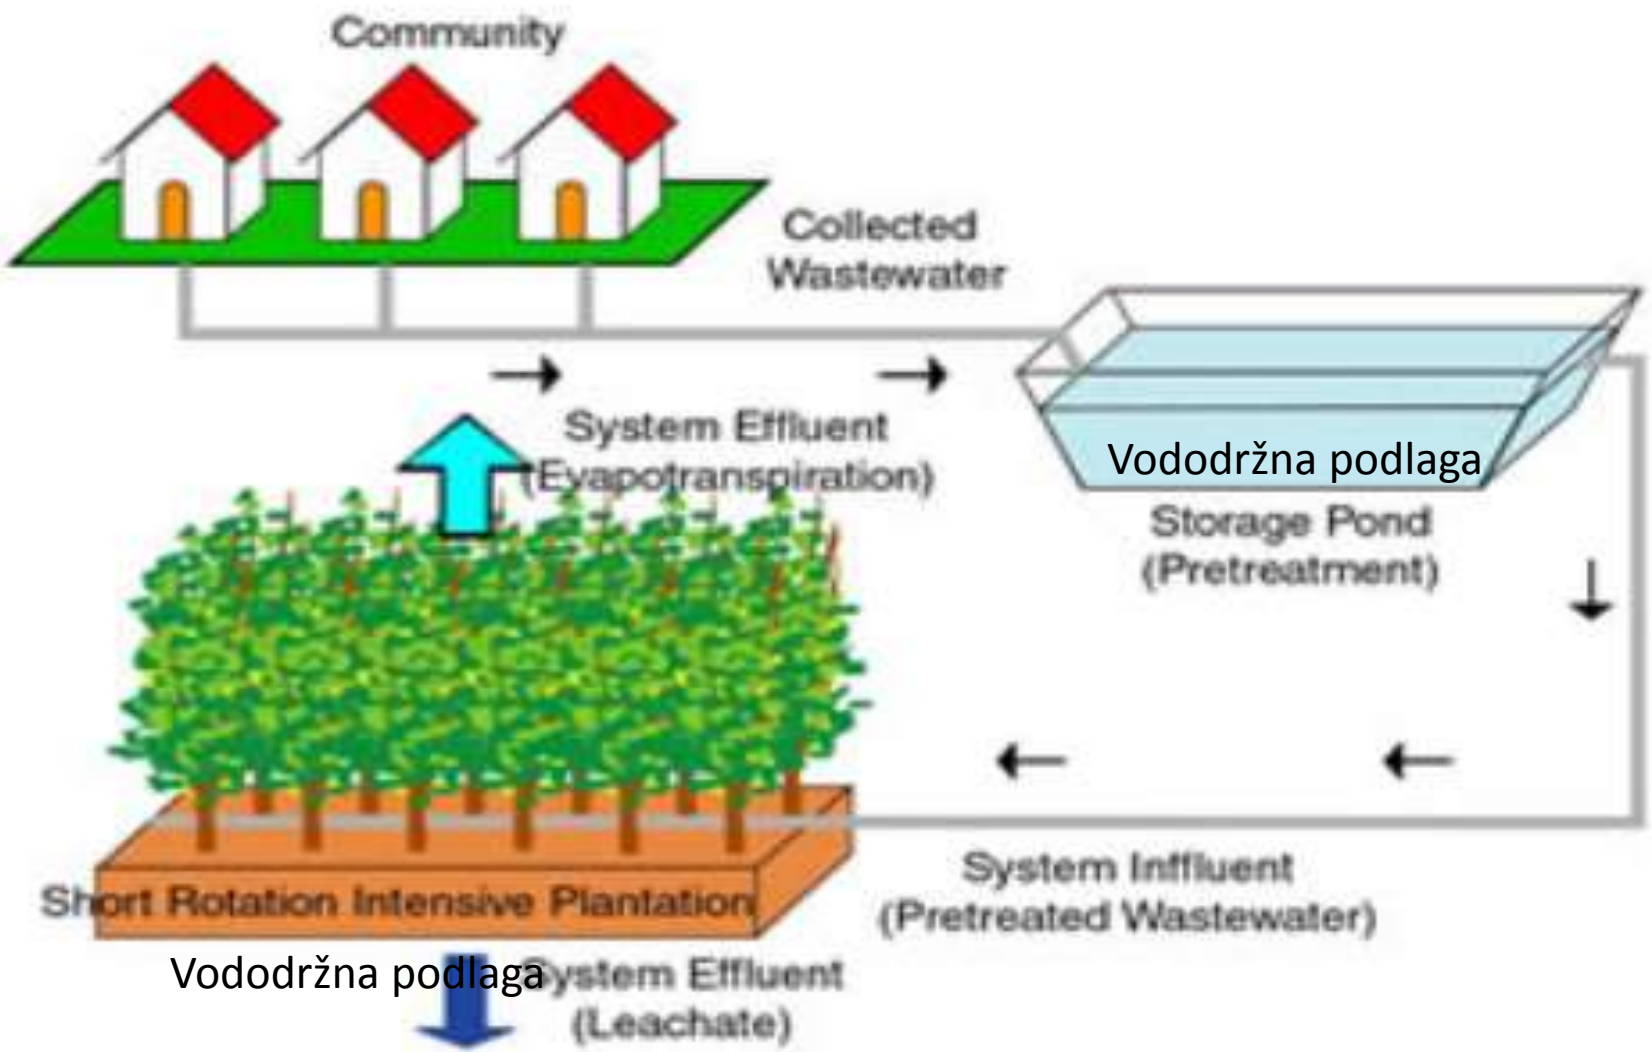 Community
Collected
Wastewater
System Effluent
(Evapotranspiration)
Vododržna podlaga
Storage Pond
(Pretreatment)
System Inffluent
(Pretreated Wastewater)
Short Rotation Intensive Plantation
Vododržna podlaga
System Effluent
(Leachate)